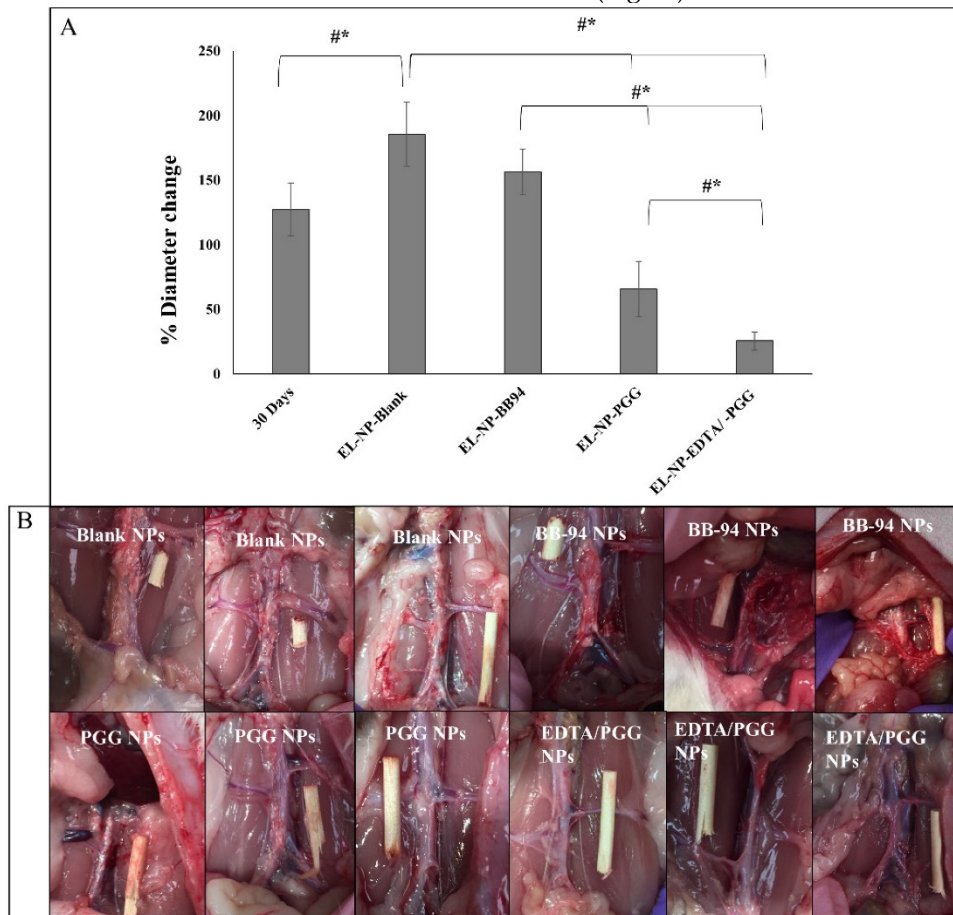 A
#*
#*
#*
#*
250
200
150
100
50
0
% Diameter change
30 Days
EL-NP-Blank
EL-NP-BB94
EL-NP-PGG
EL-NP-EDTA/ -PGG
B
Blank NPs
Blank NPs
Blank NPs
BB-94 NPs
BB-94 NPs
BB-94 NPs
PGG NPs
PGG NPs
PGG NPs
EDTA/PGG
NPs
EDTA/PGG
NPs
EDTA/PGG
NPs